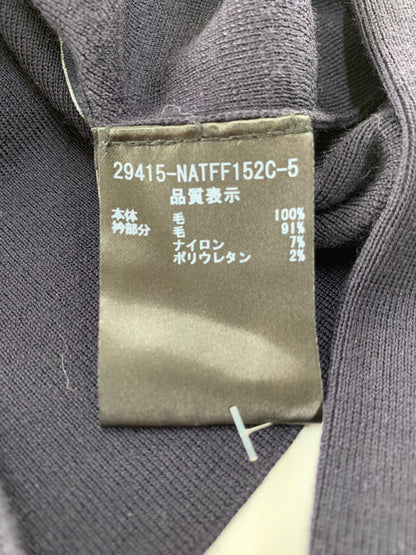 29415-NATFF152C-5
品質表示
本体 毛 100%
衿部分 毛 91%
ナイロン 7%
ポリウレタン 2%